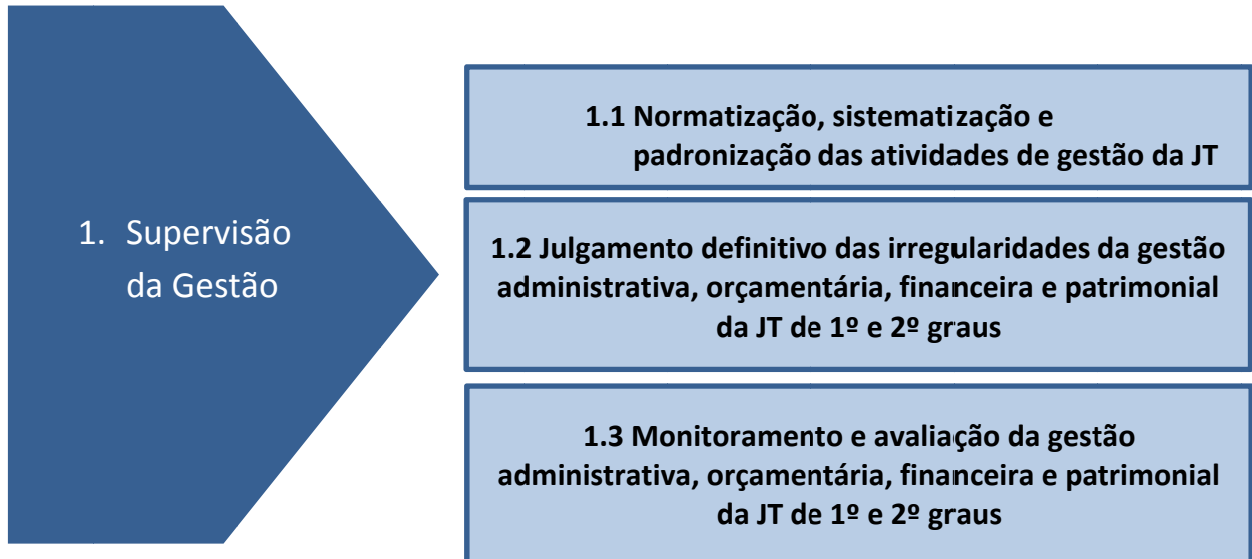 1. Supervisão
da Gestão
1.1 Normatização, sistematização e
padronização das atividades de gestão da JT
1.2 Julgamento definitivo das irregularidades da gestão
administrativa, orçamentária, financeira e patrimonial
da JT de 1º e 2º graus
1.3 Monitoramento e avaliação da gestão
administrativa, orçamentária, financeira e patrimonial
da JT de 1º e 2º graus